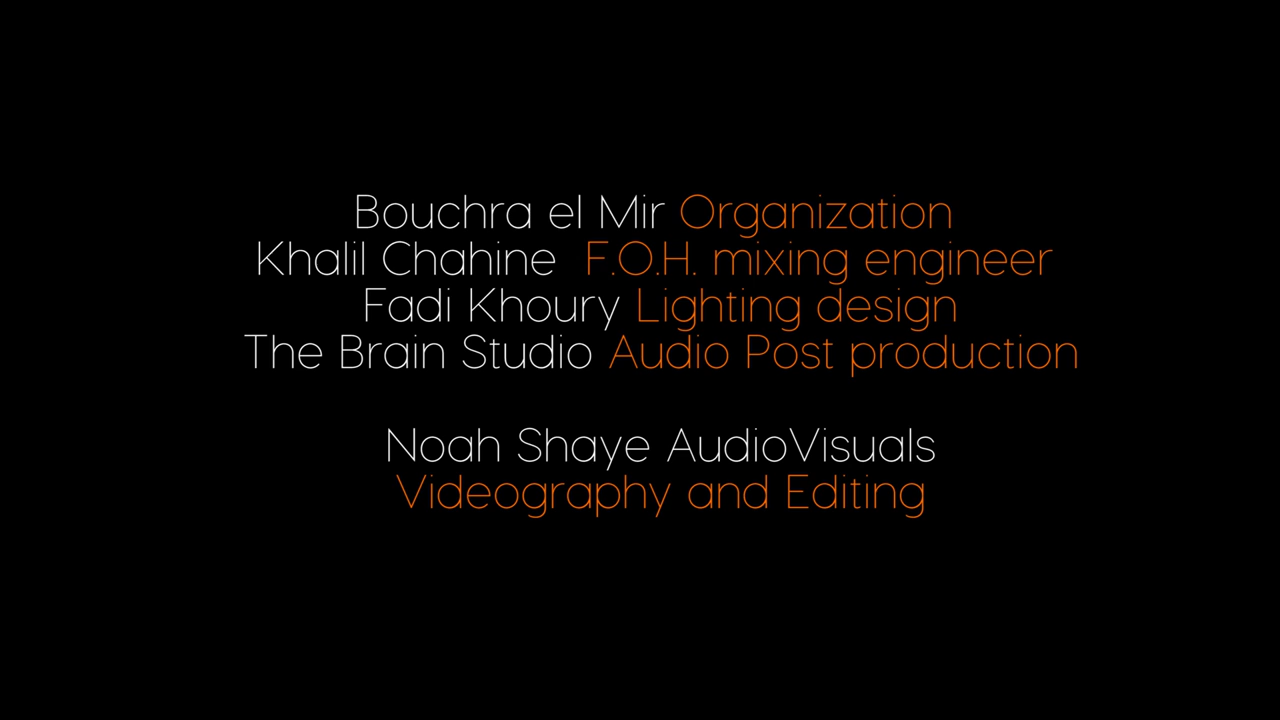 Bouchra el Mir Organization
Khalil Chahine F.O.H. mixing engineer
Fadi Khoury Lighting design
The Brain Studio Audio Post production
Noah Shaye AudioVisuals
Videography and Editing